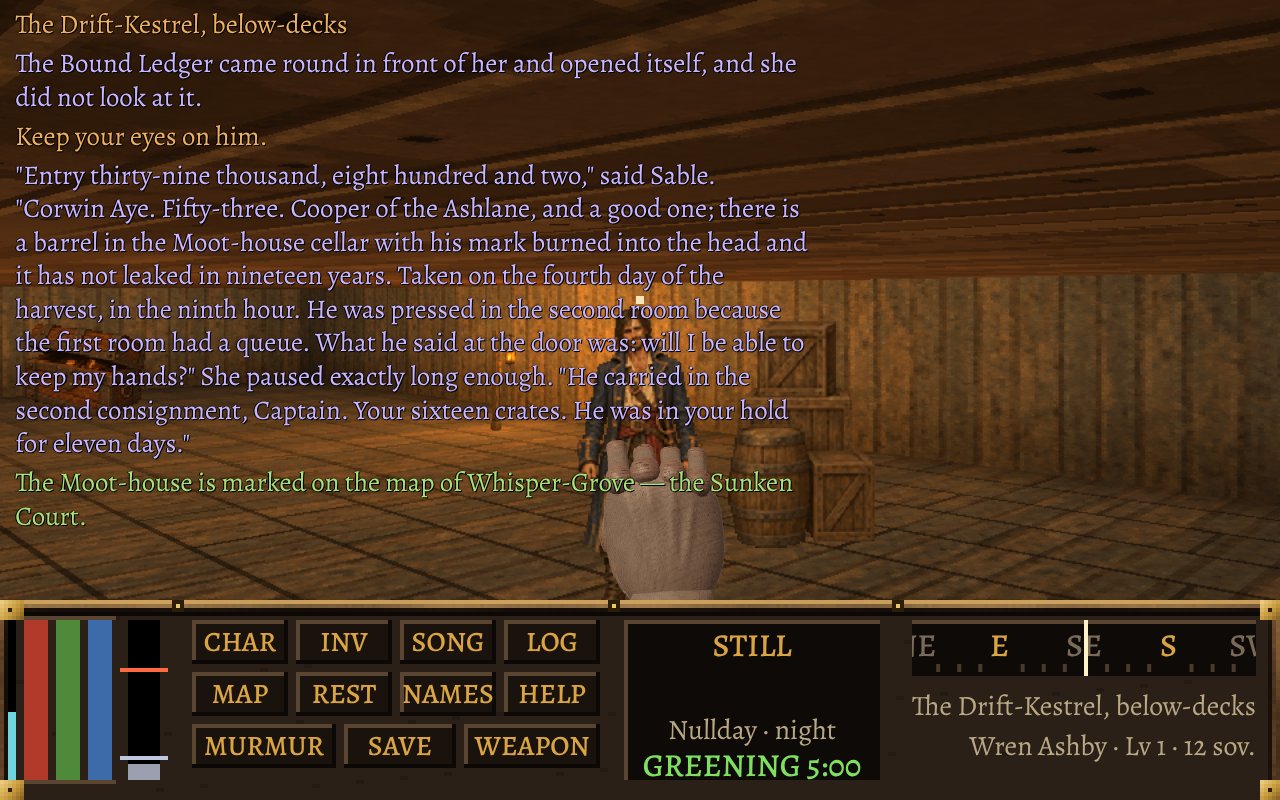 The Drift-Kestrel, below-decks
The Bound Ledger came round in front of her and opened itself, and she
did not look at it.
Keep your eyes on him.
"Entry thirty-nine thousand, eight hundred and two," said Sable.
"Corwin Aye. Fifty-three. Cooper of the Ashlane, and a good one; there is
a barrel in the Moot-house cellar with his mark burned into the head and
it has not leaked in nineteen years. Taken on the fourth day of the
harvest, in the ninth hour. He was pressed in the second room because
the first room had a queue. What he said at the door was: will I be able to
keep my hands?" She paused exactly long enough. "He carried in the
second consignment, Captain. Your sixteen crates. He was in your hold
for eleven days."
The Moot-house is marked on the map of Whisper-Grove — the Sunken
Court.
CHAR INV SONG LOG
MAP REST NAMES HELP
MURMUR SAVE WEAPON
STILL
Nullday · night
GREENING 5:00
E SE S
The Drift-Kestrel, below-decks
Wren Ashby · Lv 1 · 12 sov.